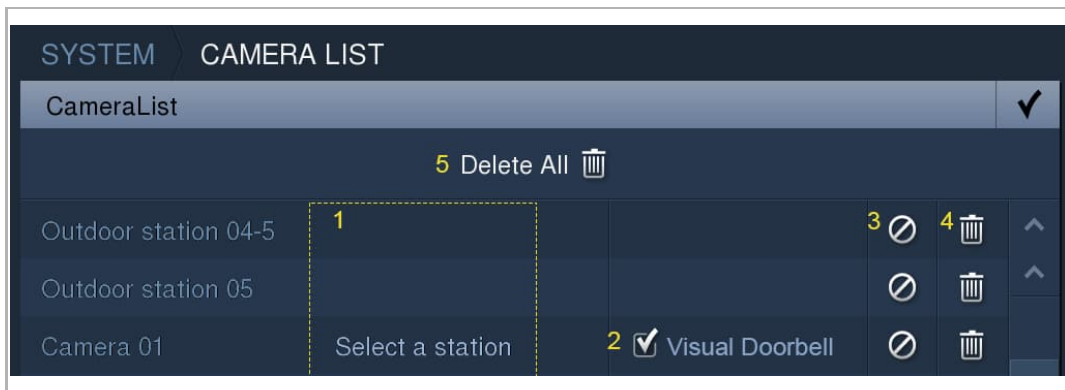 SYSTEM CAMERA LIST
CameraList
5 Delete All
Outdoor station 04-5 1 3 4
Outdoor station 05
Camera 01 Select a station 2 Visual Doorbell